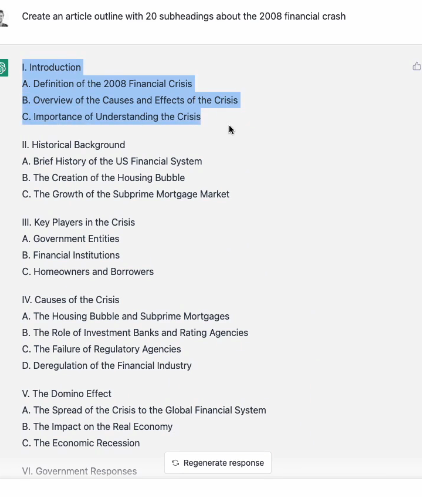 Create an article outline with 20 subheadings about the 2008 financial crash
I. Introduction
A. Definition of the 2008 Financial Crisis
B. Overview of the Causes and Effects of the Crisis
C. Importance of Understanding the Crisis
II. Historical Background
A. Brief History of the US Financial System
B. The Creation of the Housing Bubble
C. The Growth of the Subprime Mortgage Market
III. Key Players in the Crisis
A. Government Entities
B. Financial Institutions
C. Homeowners and Borrowers
IV. Causes of the Crisis
A. The Housing Bubble and Subprime Mortgages
B. The Role of Investment Banks and Rating Agencies
C. The Failure of Regulatory Agencies
D. Deregulation of the Financial Industry
V. The Domino Effect
A. The Spread of the Crisis to the Global Financial System
B. The Impact on the Real Economy
C. The Economic Recession
Regenerate response
VI. Government Responses